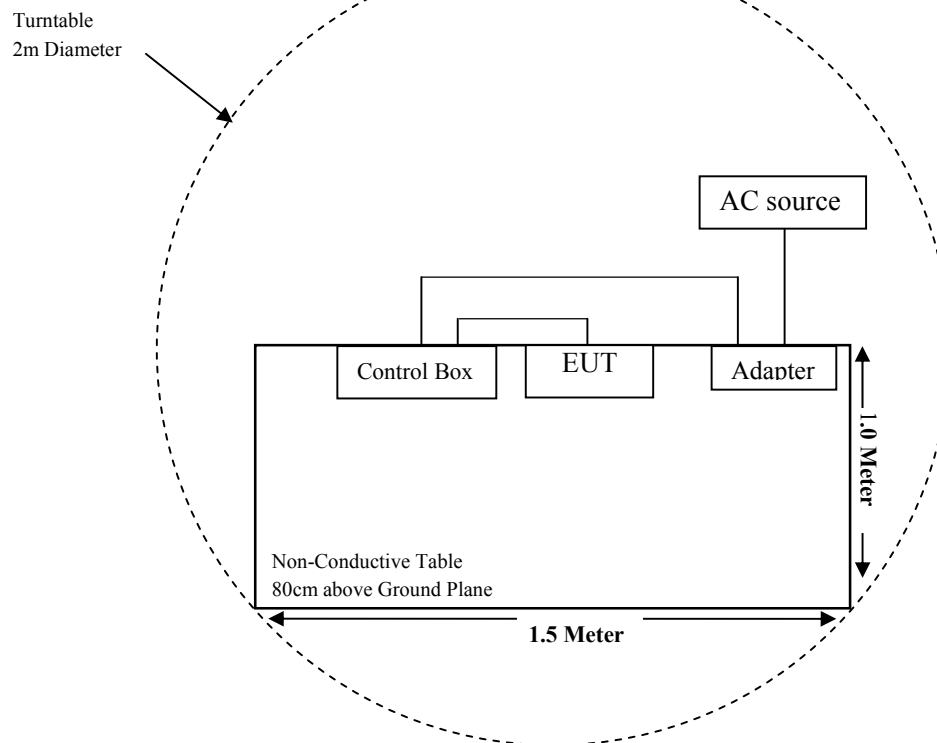 Turntable
2m Diameter
AC source
Control Box
EUT
Adapter
1.0 Meter
Non-Conductive Table
80cm above Ground Plane
1.5 Meter